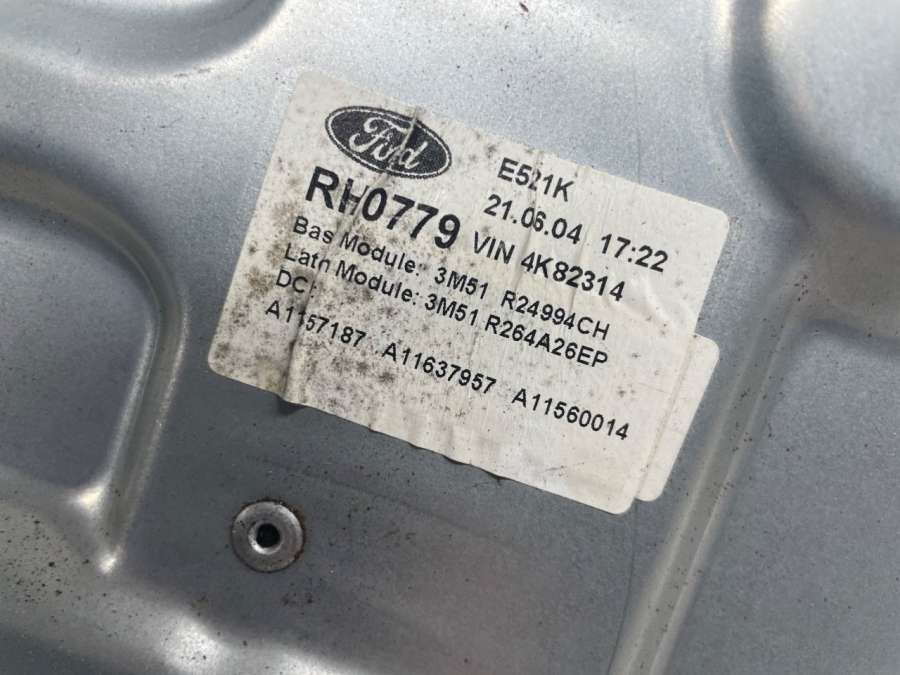 Ford
E521K
RH0779
21.06.04 17:22
VIN 4K82314
Bas Module: 3M51 R24994CH
Latn Module: 3M51 R264A26EP
DC:
A1157187 A11637957 A11560014